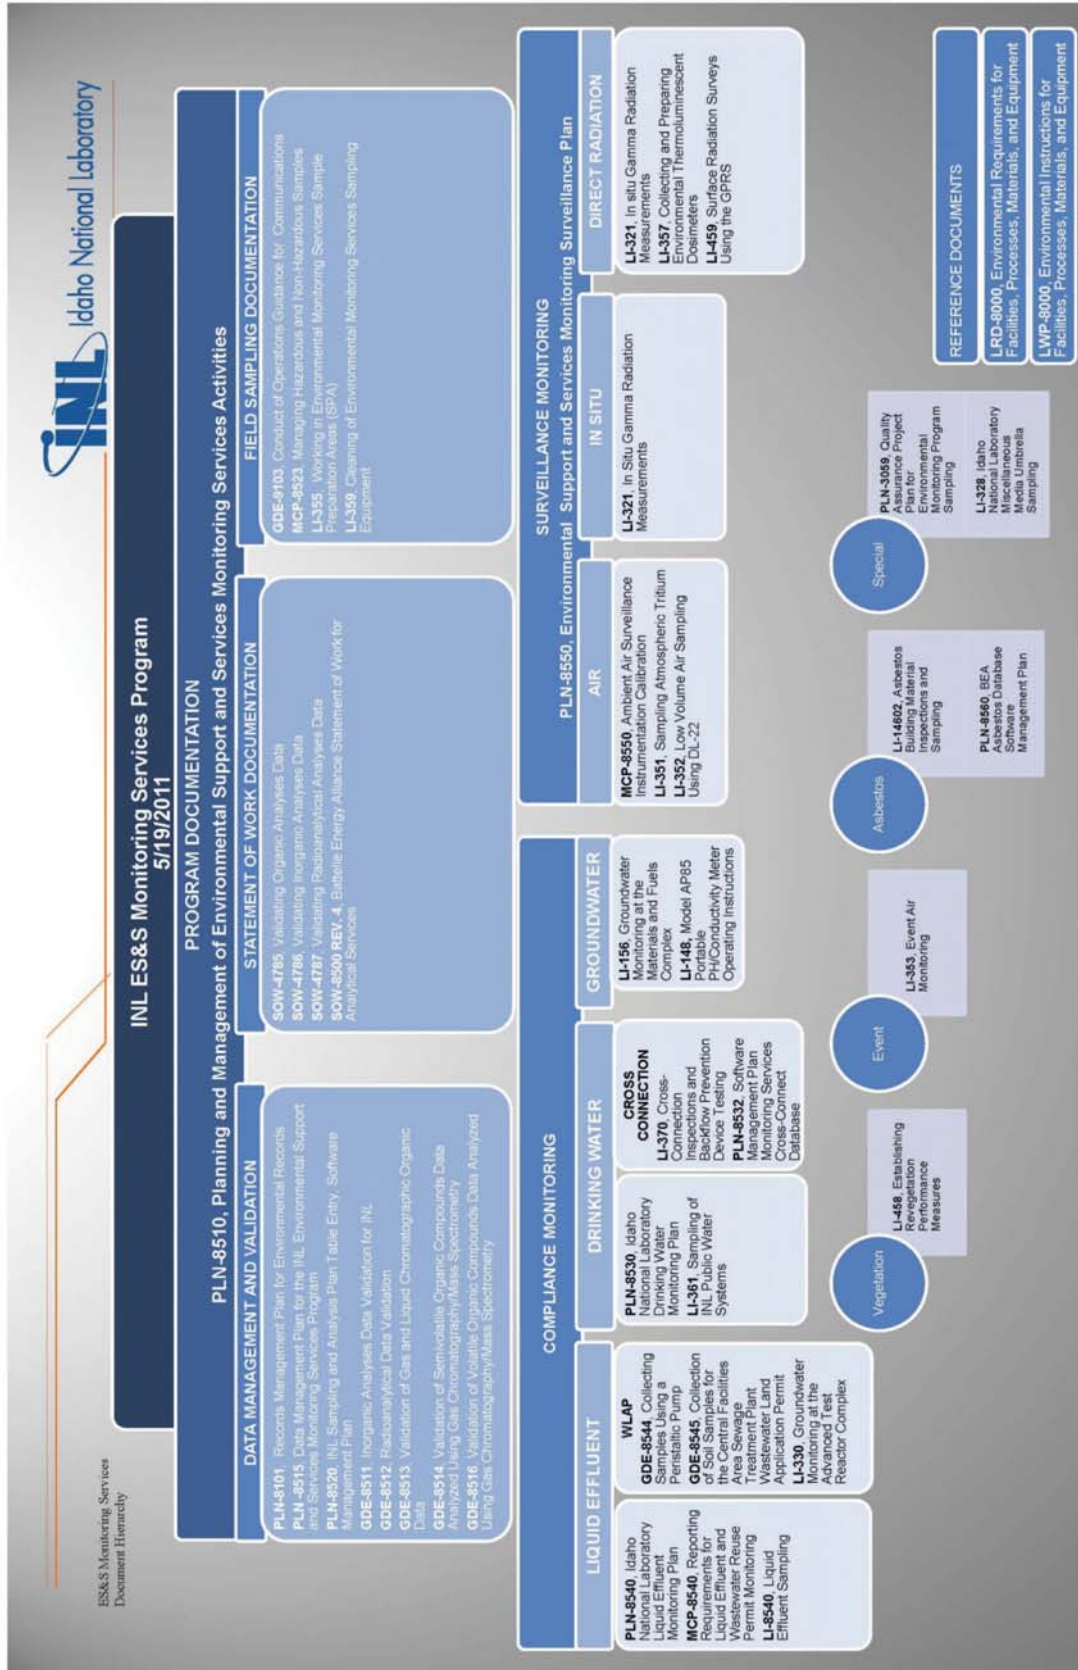 ES&S Monitoring Services
Document Hierarchy
INL
Idaho National Laboratory
INL ES&S Monitoring Services Program
5/19/2011
PROGRAM DOCUMENTATION
PLN-8510, Planning and Management of Environmental Support and Services Monitoring Services Activities
DATA MANAGEMENT AND VALIDATION
PLN-8101, Records Management Plan for Environmental Records
PLN -8515, Data Management Plan for the INL Environmental Support
and Services Monitoring Services Program
PLN-8520, INL Sampling and Analysis Plan Table Entry, Software
Management Plan
GDE-8511, Inorganic Analyses Data Validation for INL
GDE-8512, Radioanalytical Data Validation
GDE-8513, Validation of Gas and Liquid Chromatographic Organic
Data
GDE-8514, Validation of Semivolatile Organic Compounds Data
Analyzed Using Gas Chromatography/Mass Spectrometry
GDE-8516, Validation of Volatile Organic Compounds Data Analyzed
Using Gas Chromatography/Mass Spectrometry
STATEMENT OF WORK DOCUMENTATION
SOW-4785, Validating Organic Analyses Data
SOW-4786, Validating Inorganic Analyses Data
SOW-4787, Validating Radioanalytical Analyses Data
SOW-8500 REV. 4, Battelle Energy Alliance Statement of Work for
Analytical Services
FIELD SAMPLING DOCUMENTATION
GDE-9103, Conduct of Operations Guidance for Communications
MCP-8523, Managing Hazardous and Non-Hazardous Samples
LI-355, Working in Environmental Monitoring Services Sample
Preparation Areas (SPA)
LI-359, Cleaning of Environmental Monitoring Services Sampling
Equipment
COMPLIANCE MONITORING
LIQUID EFFLUENT
PLN-8540, Idaho
National Laboratory
Liquid Effluent
Monitoring Plan
MCP-8540, Reporting
Requirements for
Liquid Effluent and
Wastewater Reuse
Permit Monitoring
LI-8540, Liquid
Effluent Sampling
WLAP
GDE-8544, Collecting
Samples Using a
Peristaltic Pump
GDE-8545, Collection
of Soil Samples for
the Central Facilities
Area Sewage
Treatment Plant
Wastewater Land
Application Permit
LI-330, Groundwater
Monitoring at the
Advanced Test
Reactor Complex
DRINKING WATER
PLN-8530, Idaho
National Laboratory
Drinking Water
Monitoring Plan
LI-361, Sampling of
INL Public Water
Systems
CROSS
CONNECTION
LI-370, Cross-
Connection
Inspections and
Backflow Prevention
Device Testing
PLN-8532, Software
Management Plan
Monitoring Services
Cross-Connect
Database
GROUNDWATER
LI-156, Groundwater
Monitoring at the
Materials and Fuels
Complex
LI-148, Model AP85
Portable
PH/Conductivity Meter
Operating Instructions
SURVEILLANCE MONITORING
PLN-8550, Environmental Support and Services Monitoring Surveillance Plan
AIR
MCP-8550, Ambient Air Surveillance
Instrumentation Calibration
LI-351, Sampling Atmospheric Tritium
LI-352, Low Volume Air Sampling
Using DL-22
IN SITU
LI-321, In Situ Gamma Radiation
Measurements
DIRECT RADIATION
LI-321, In situ Gamma Radiation
Measurements
LI-357, Collecting and Preparing
Environmental Thermoluminescent
Dosimeters
LI-459, Surface Radiation Surveys
Using the GPRS
Vegetation
LI-458, Establishing
Revegetation
Performance
Measures
Event
LI-353, Event Air
Monitoring
Asbestos
LI-14602, Asbestos
Building Material
Inspections and
Sampling
PLN-8560, BEA
Asbestos Database
Software
Management Plan
Special
PLN-3059, Quality
Assurance Project
Plan for
Environmental
Monitoring Program
Sampling
LI-328, Idaho
National Laboratory
Miscellaneous
Media Umbrella
Sampling
REFERENCE DOCUMENTS
LRD-8000, Environmental Requirements for
Facilities, Processes, Materials, and Equipment
LWP-8000, Environmental Instructions for
Facilities, Processes, Materials, and Equipment